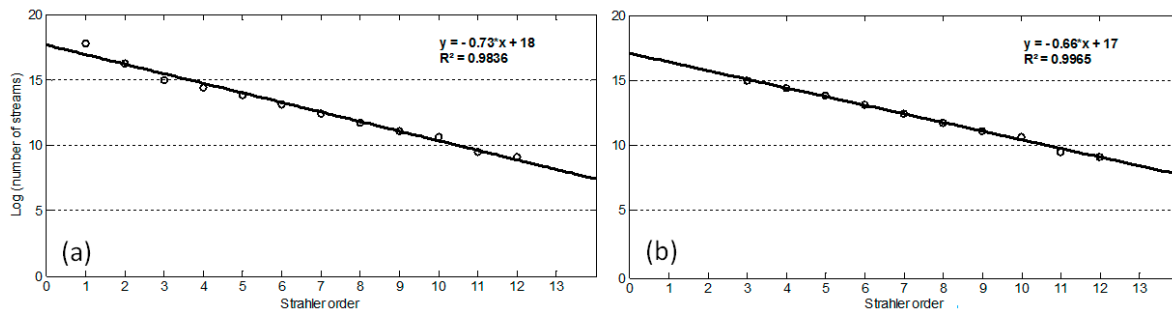 20
15
10
5
0
Log (number of streams)
y = - 0.73*x + 18
R² = 0.9836
(a)
0 1 2 3 4 5 6 7 8 9 10 11 12 13
Strahler order
20
15
10
5
0
y = -0.66*x + 17
R² = 0.9965
(b)
0 1 2 3 4 5 6 7 8 9 10 11 12 13
Strahler order